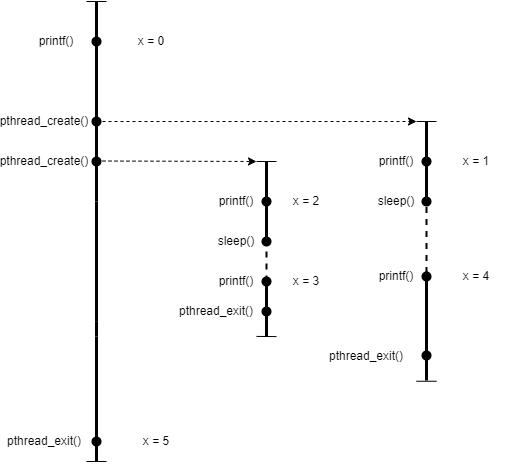 printf() x = 0
pthread_create()
pthread_create()
printf() x = 1
printf() x = 2
sleep()
sleep()
printf() x = 3
printf() x = 4
pthread_exit()
pthread_exit()
pthread_exit() x = 5